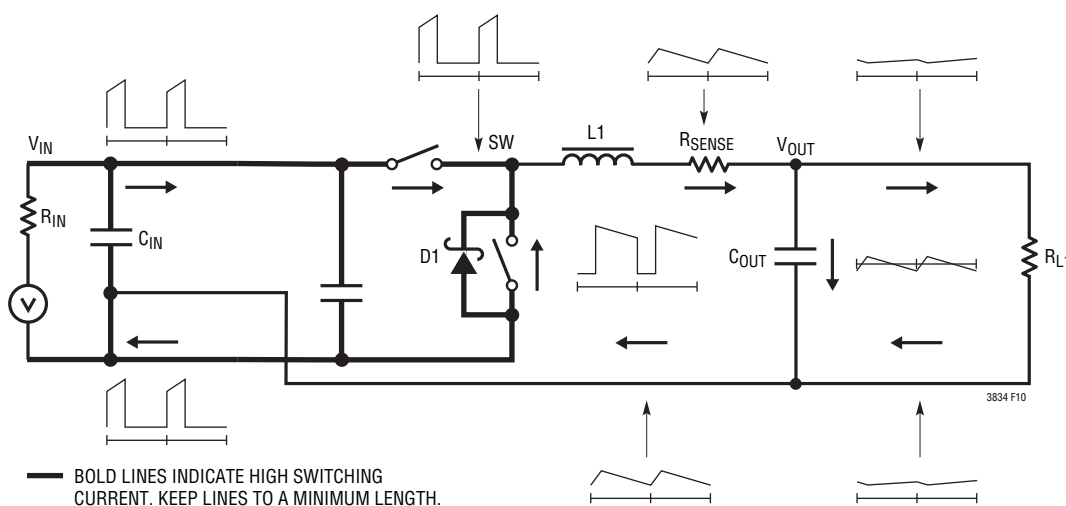 V_IN
SW
L1
R_SENSE
V_OUT
R_IN
C_IN
D1
C_OUT
R_L1
V
3834 F10
BOLD LINES INDICATE HIGH SWITCHING
CURRENT. KEEP LINES TO A MINIMUM LENGTH.